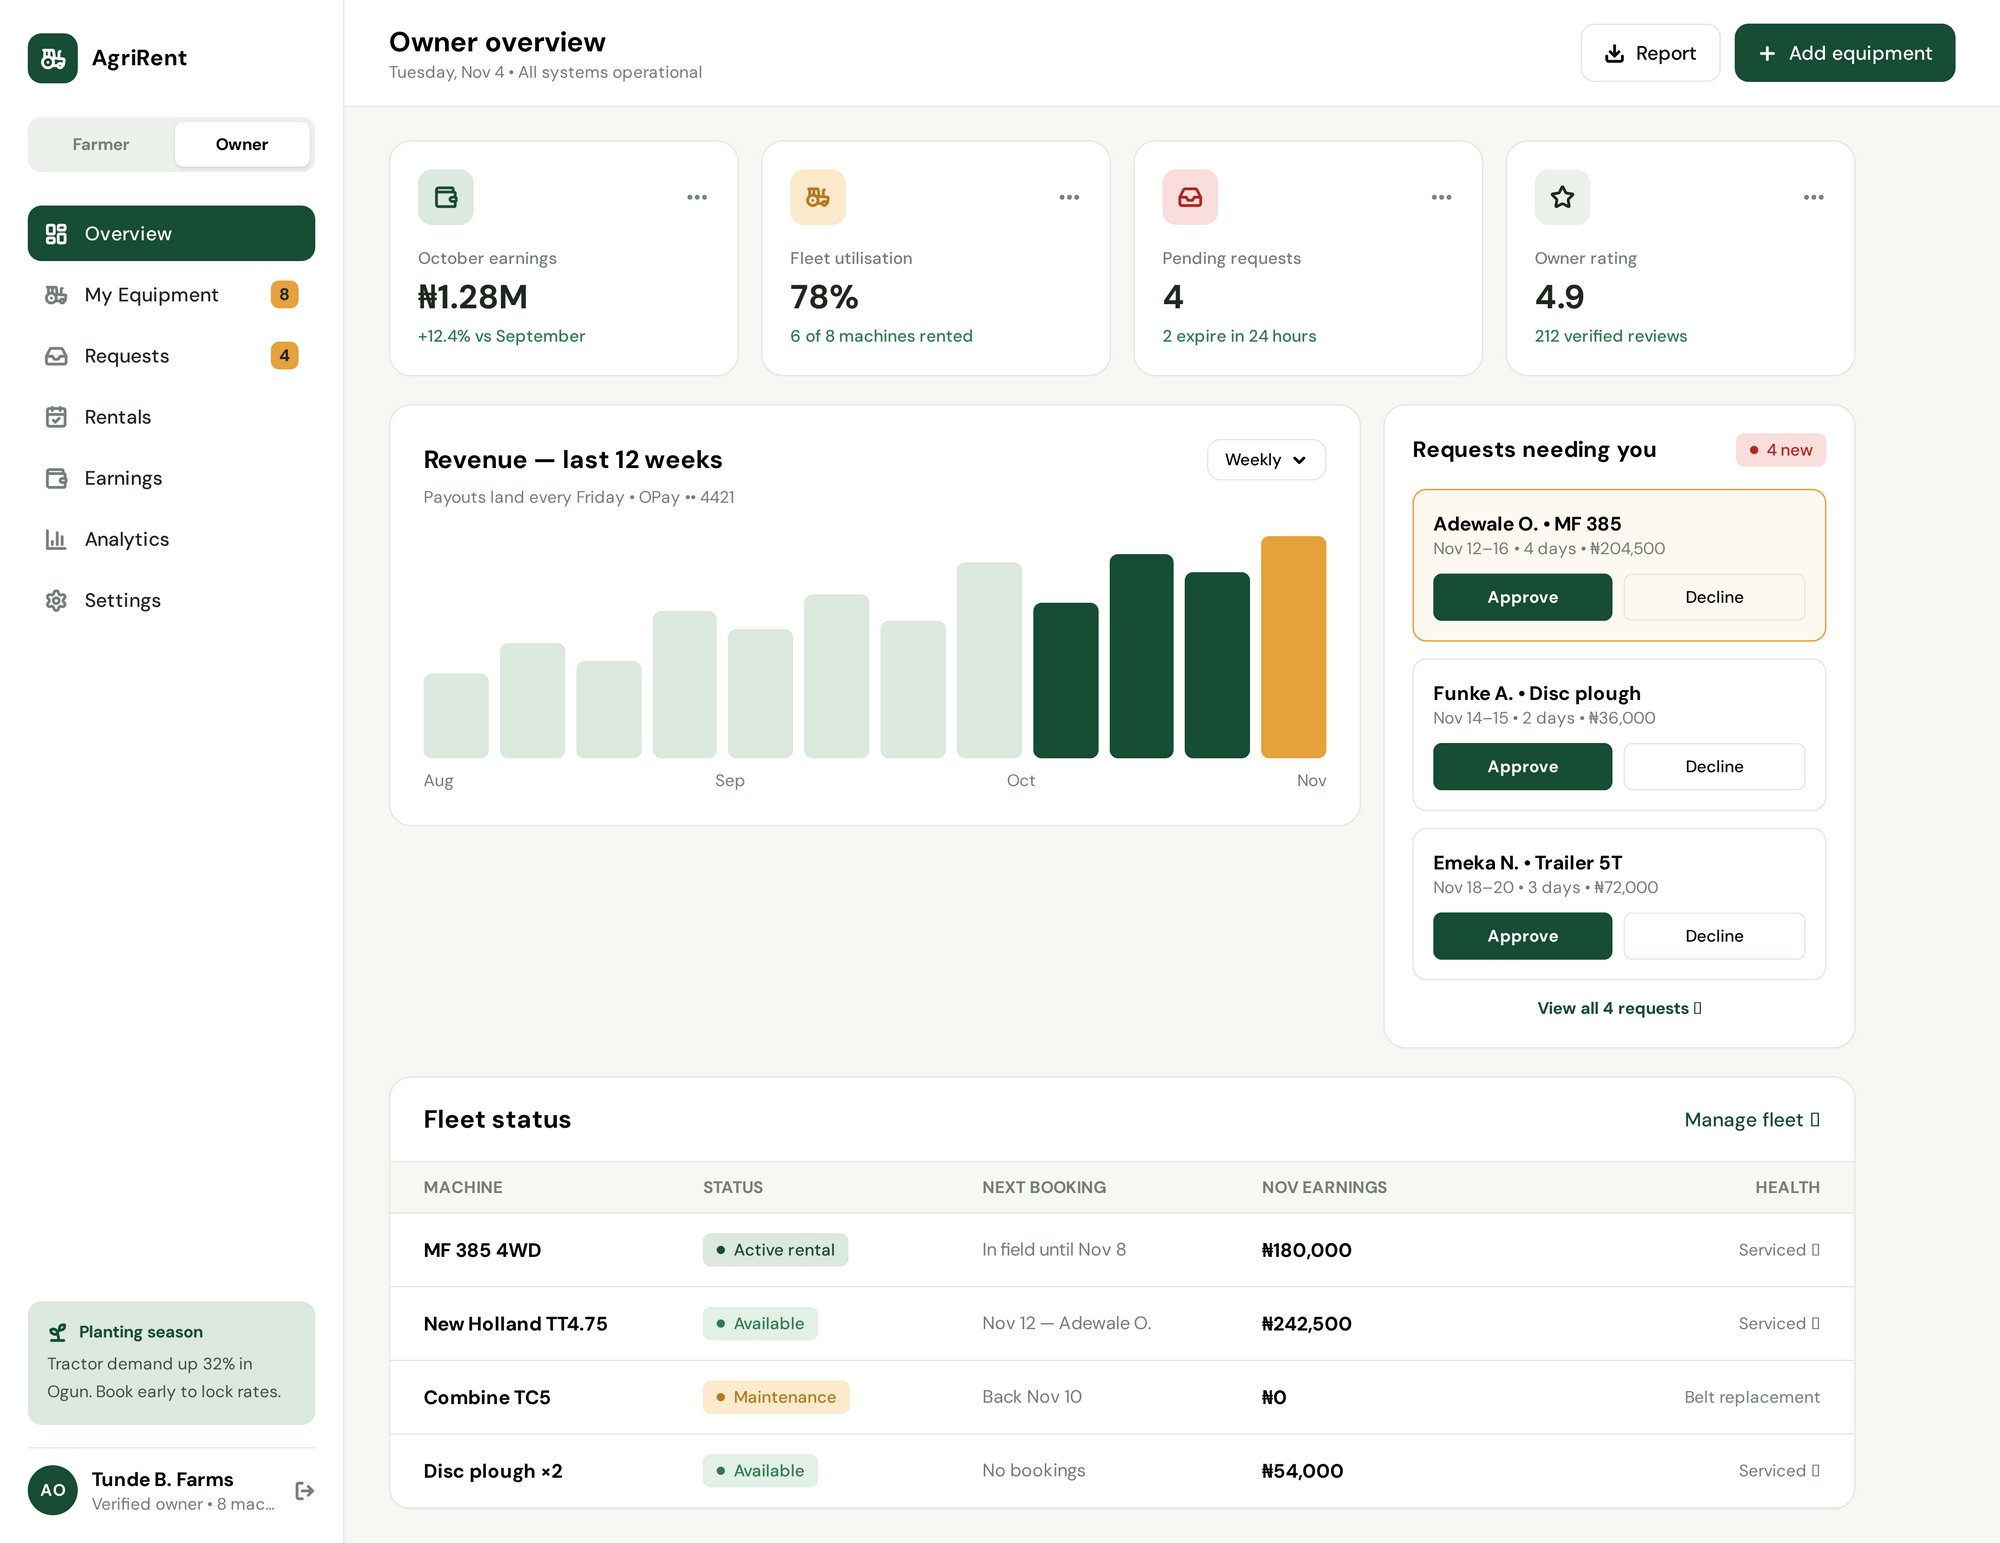 AgriRent
Farmer
Owner
Overview
My Equipment 8
Requests 4
Rentals
Earnings
Analytics
Settings
Planting season
Tractor demand up 32% in
Ogun. Book early to lock rates.
AO
Tunde B. Farms
Verified owner • 8 mac...
Owner overview
Tuesday, Nov 4 • All systems operational
Report
+ Add equipment
October earnings
₦1.28M
+12.4% vs September
Fleet utilisation
78%
6 of 8 machines rented
Pending requests
4
2 expire in 24 hours
Owner rating
4.9
212 verified reviews
Revenue — last 12 weeks
Weekly
Payouts land every Friday • OPay •• 4421
Aug Sep Oct Nov
Requests needing you
• 4 new
Adewale O. • MF 385
Nov 12–16 • 4 days • ₦204,500
Approve Decline
Funke A. • Disc plough
Nov 14–15 • 2 days • ₦36,000
Approve Decline
Emeka N. • Trailer 5T
Nov 18–20 • 3 days • ₦72,000
Approve Decline
View all 4 requests
Fleet status
Manage fleet
MACHINE STATUS NEXT BOOKING NOV EARNINGS HEALTH
MF 385 4WD • Active rental In field until Nov 8 ₦180,000 Serviced
New Holland TT4.75 • Available Nov 12 — Adewale O. ₦242,500 Serviced
Combine TC5 • Maintenance Back Nov 10 ₦0 Belt replacement
Disc plough ×2 • Available No bookings ₦54,000 Serviced